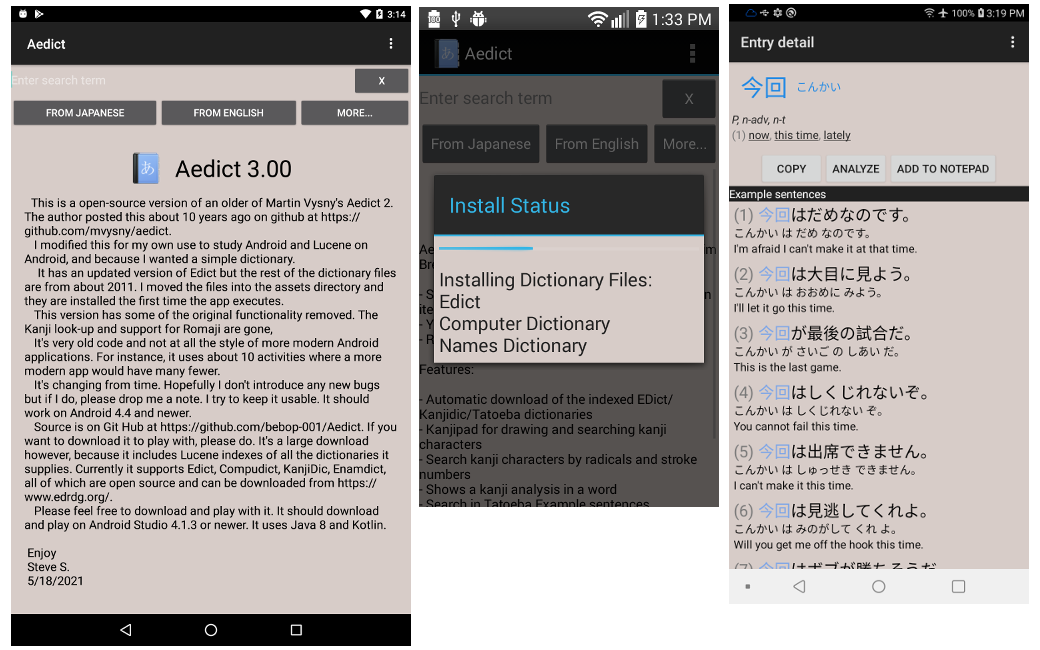 3:14
Aedict
Enter search term
X
FROM JAPANESE
FROM ENGLISH
MORE...
あ
Aedict 3.00
This is a open-source version of an older of Martin Vysny's Aedict 2.
The author posted this about 10 years ago on github at https://
github.com/mvysny/aedict.
I modified this for my own use to study Android and Lucene on
Android, and because I wanted a simple dictionary.
It has an updated version of Edict but the rest of the dictionary files
are from about 2011. I moved the files into the assets directory and
they are installed the first time the app executes.
This version has some of the original functionality removed. The
Kanji look-up and support for Romaji are gone,
It's very old code and not at all the style of more modern Android
applications. For instance, it uses about 10 activities where a more
modern app would have many fewer.
It's changing from time. Hopefully I don't introduce any new bugs
but if I do, please drop me a note. I try to keep it usable. It should
work on Android 4.4 and newer.
Source is on Git Hub at https://github.com/bebop-001/Aedict. If you
want to download it to play with, please do. It's a large download
however, because it includes Lucene indexes of all the dictionaries it
supplies. Currently it supports Edict, Compudict, KanjiDic, Enamdict,
all of which are open source and can be downloaded from https://
www.edrdg.org/.
Please feel free to download and play with it. It should download
and play on Android Studio 4.1.3 or newer. It uses Java 8 and Kotlin.
Enjoy
Steve S.
5/18/2021
100
1:33 PM
あ
Aedict
Enter search term
X
From Japanese
From English
More...
Install Status
Installing Dictionary Files:
Edict
Computer Dictionary
Names Dictionary
Features:
- Automatic download of the indexed EDict/
Kanjidic/Tatoeba dictionaries
- Kanjipad for drawing and searching kanji
characters
- Search kanji characters by radicals and stroke
numbers
- Shows a kanji analysis in a word
- Search in Tatoeba Example sentences
100% 3:19 PM
Entry detail
今回 こんかい
P, n-adv, n-t
(1) now, this time, lately
COPY
ANALYZE
ADD TO NOTEPAD
Example sentences
(1) 今回はだめなのです。
こんかい は だめ なのです。
I'm afraid I can't make it at that time.
(2) 今回は大目に見よう。
こんかい は おおめに みよう。
I'll let it go this time.
(3) 今回が最後の試合だ。
こんかい が さいご の しあい だ。
This is the last game.
(4) 今回はしくじれないぞ。
こんかい は しくじれない ぞ。
You cannot fail this time.
(5) 今回は出席できません。
こんかい は しゅっせき できません。
I can't make it this time.
(6) 今回は見逃してくれよ。
こんかい は みのがして くれ よ。
Will you get me off the hook this time.
(7) 今回はボブが勝ちそうだ